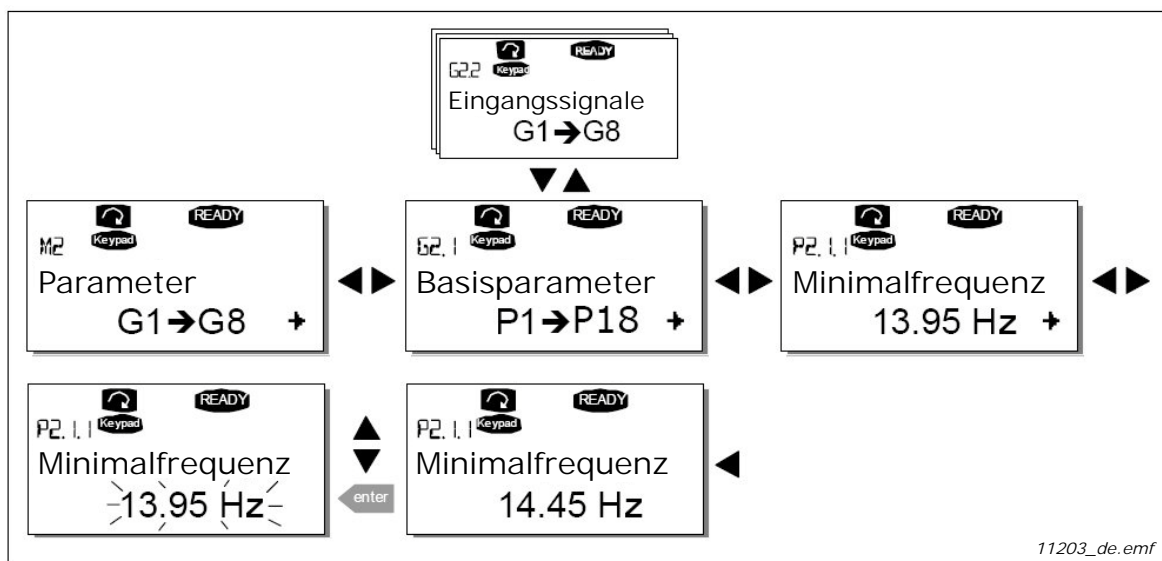 READY
G2.2 Keypad
Eingangssignale
G1➔G8
READY
M2 Keypad
Parameter
G1➔G8
READY
G2.1 Keypad
Basisparameter
P1➔P18
READY
P2.1.1 Keypad
Minimalfrequenz
13.95 Hz
READY
P2.1.1 Keypad
Minimalfrequenz
13.95 Hz
enter
READY
P2.1.1 Keypad
Minimalfrequenz
14.45 Hz
11203_de.emf